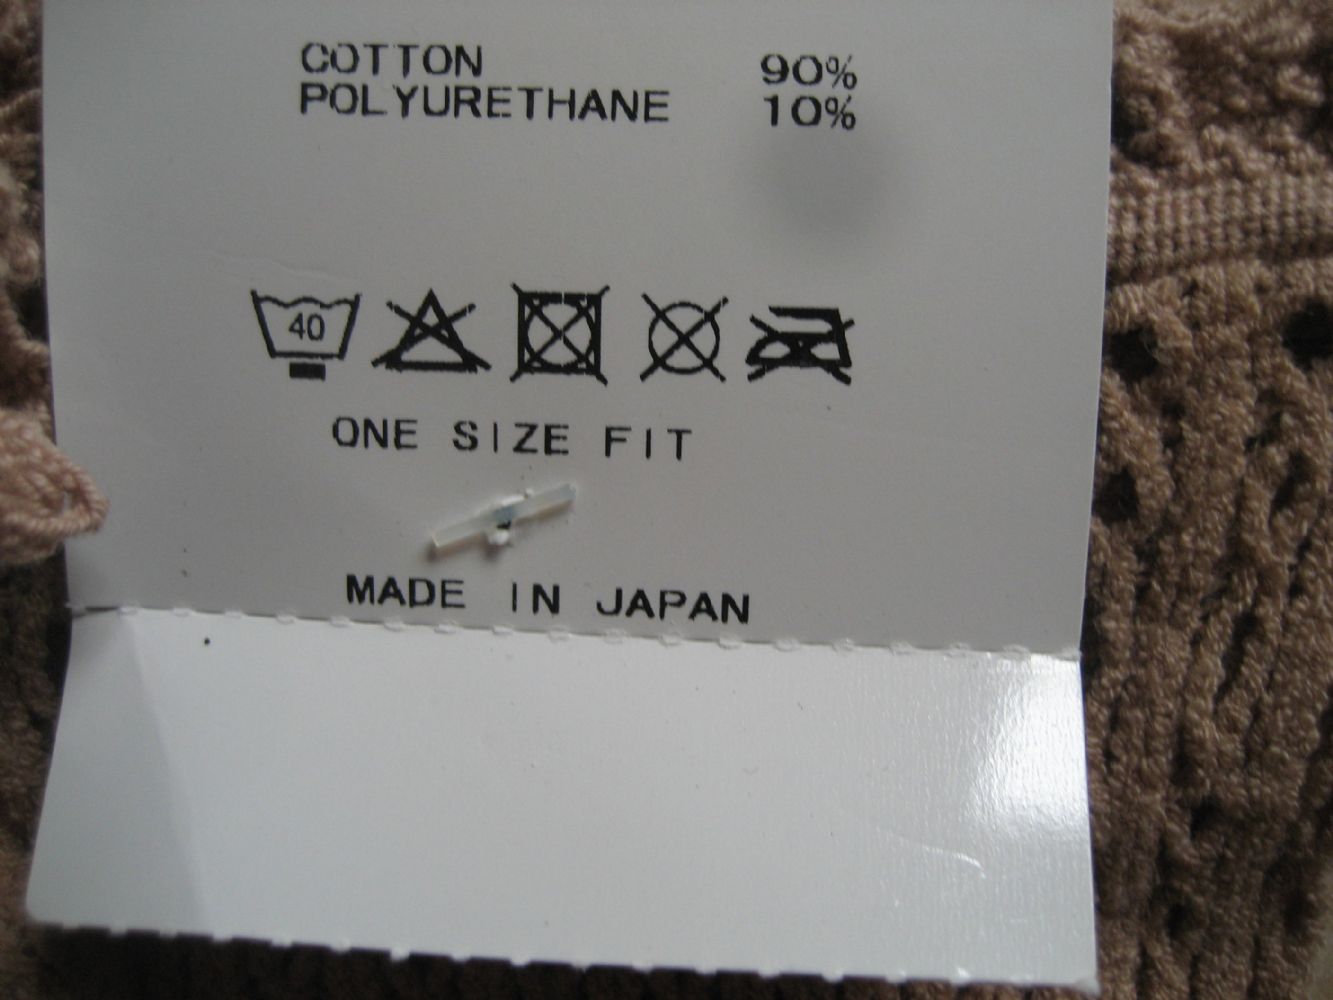 COTTON 90%
POLYURETHANE 10%
40
ONE SIZE FIT
MADE IN JAPAN